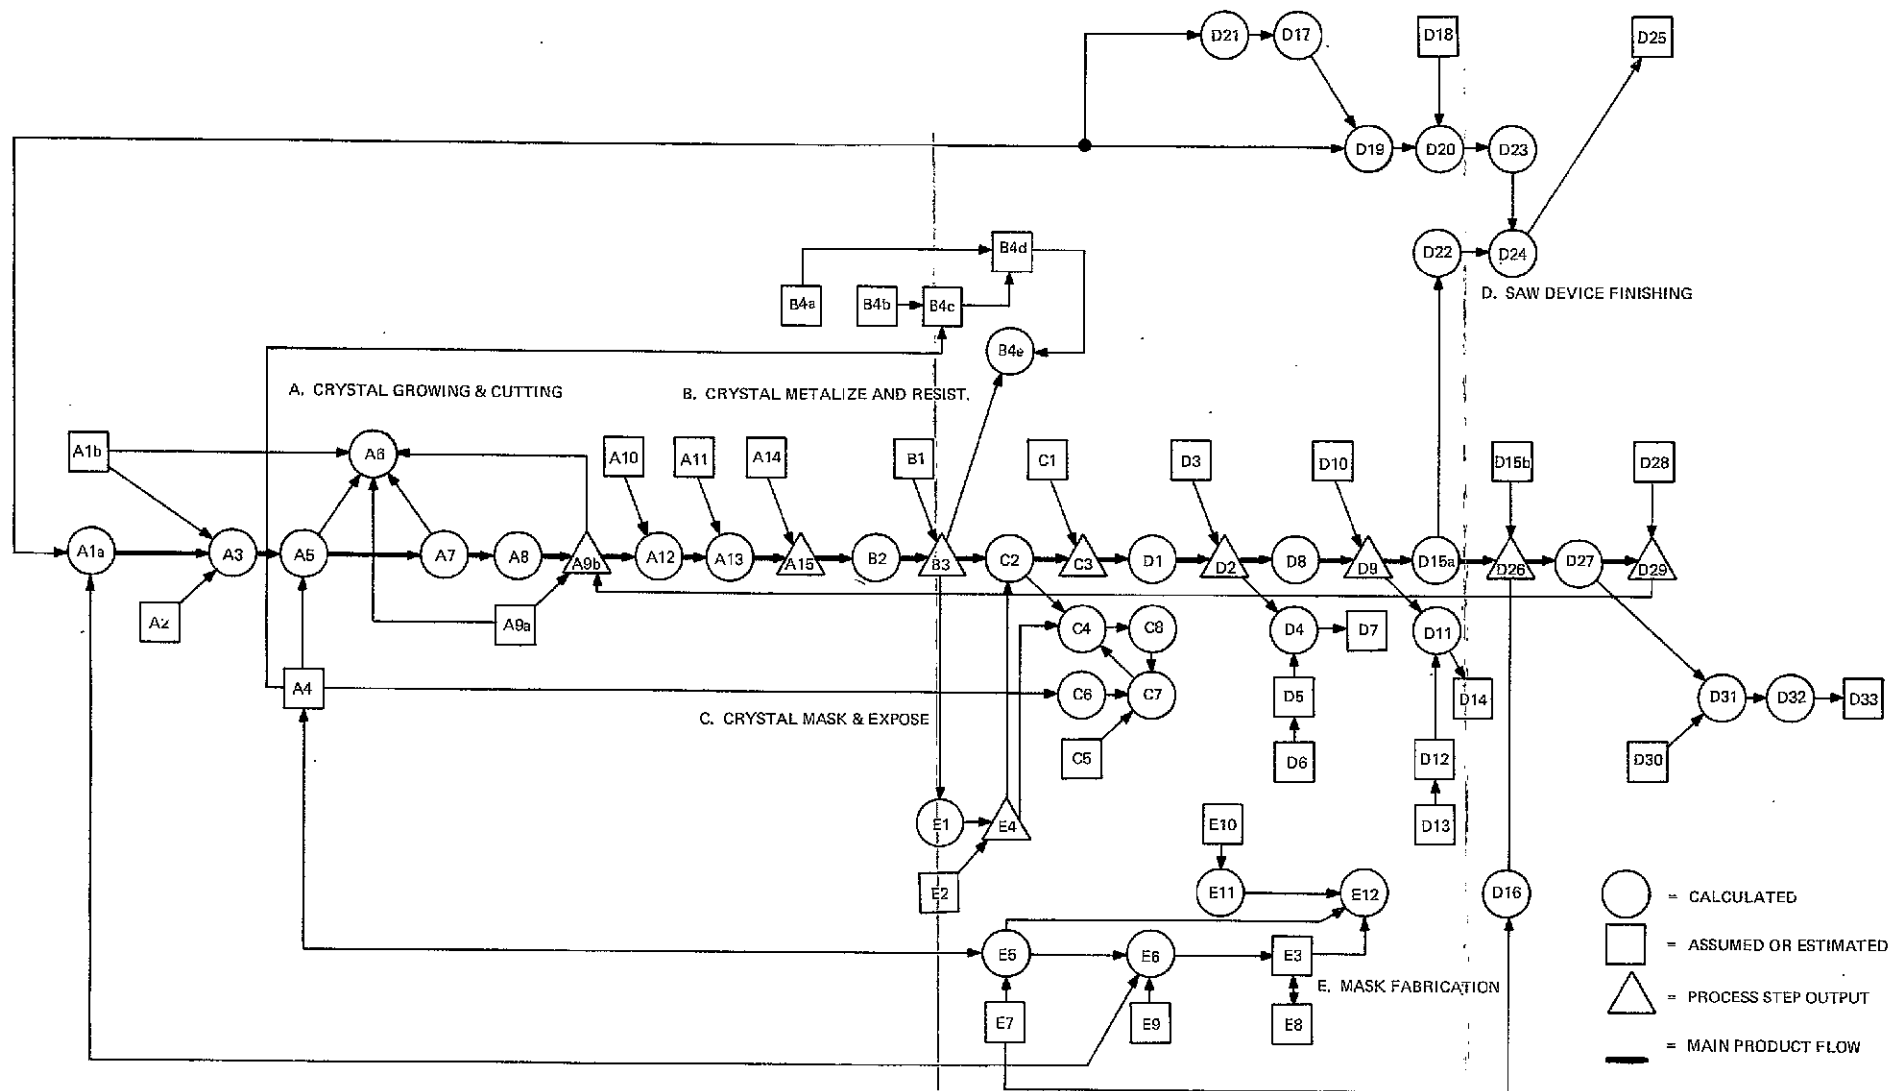 D21
D17
D18
D25
D19
D20
D23
B4d
D22
D24
B4a
B4b
B4c
D. SAW DEVICE FINISHING
B4e
A. CRYSTAL GROWING & CUTTING
B. CRYSTAL METALIZE AND RESIST.
A1b
A6
A10
A11
A14
B1
C1
D3
D10
D15b
D28
A1a
A3
A5
A7
A8
A9b
A12
A13
A15
B2
B3
C2
C3
D1
D2
D8
D9
D15a
D26
D27
D29
A2
A9a
C4
C8
D4
D7
D11
A4
C6
C7
D5
D14
D31
D32
D33
C. CRYSTAL MASK & EXPOSE
C5
D6
D12
D30
E1
E4
E10
D13
E2
E11
E12
D16
= CALCULATED
E5
E6
E3
= ASSUMED OR ESTIMATED
E. MASK FABRICATION
= PROCESS STEP OUTPUT
E7
E9
E8
= MAIN PRODUCT FLOW